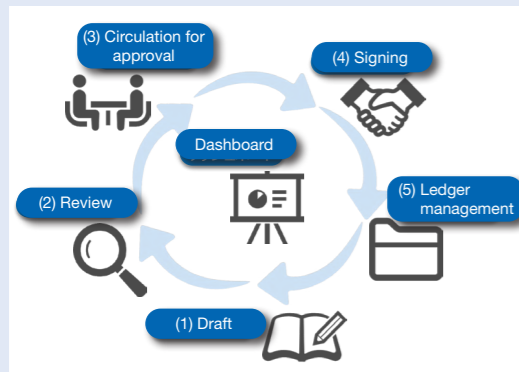 (3) Circulation for
approval
(4) Signing
Dashboard
(2) Review
(5) Ledger
management
(1) Draft